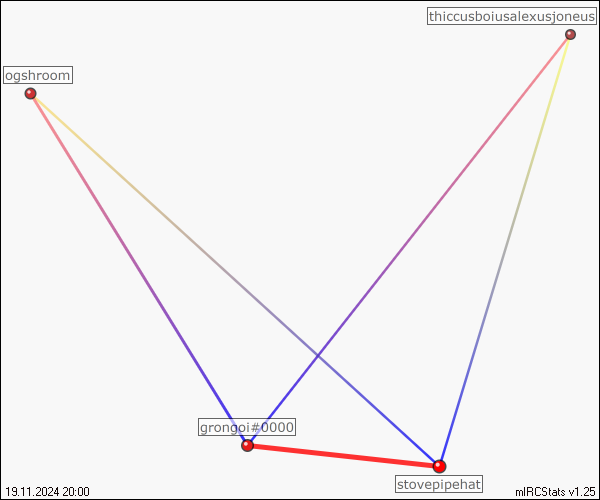 thiccusboiusalexusjoneus
ogshroom
grongoi#0000
stovepipehat
19.11.2024 20:00
mIRCStats v1.25